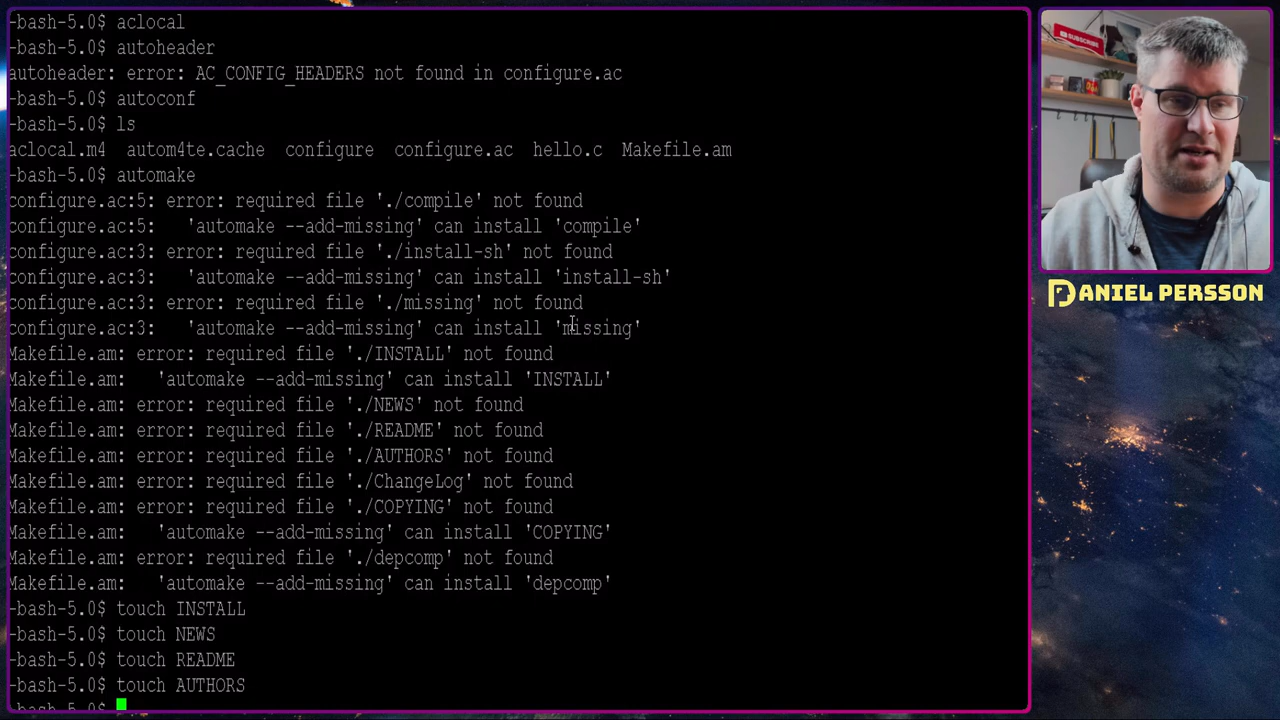 -bash-5.0$ aclocal
-bash-5.0$ autoheader
autoheader: error: AC_CONFIG_HEADERS not found in configure.ac
-bash-5.0$ autoconf
-bash-5.0$ ls
aclocal.m4  autom4te.cache  configure  configure.ac  hello.c  Makefile.am
-bash-5.0$ automake
configure.ac:5: error: required file './compile' not found
configure.ac:5:   'automake --add-missing' can install 'compile'
configure.ac:3: error: required file './install-sh' not found
configure.ac:3:   'automake --add-missing' can install 'install-sh'
configure.ac:3: error: required file './missing' not found
configure.ac:3:   'automake --add-missing' can install 'missing'
Makefile.am: error: required file './INSTALL' not found
Makefile.am:   'automake --add-missing' can install 'INSTALL'
Makefile.am: error: required file './NEWS' not found
Makefile.am: error: required file './README' not found
Makefile.am: error: required file './AUTHORS' not found
Makefile.am: error: required file './ChangeLog' not found
Makefile.am: error: required file './COPYING' not found
Makefile.am:   'automake --add-missing' can install 'COPYING'
Makefile.am: error: required file './depcomp' not found
Makefile.am:   'automake --add-missing' can install 'depcomp'
-bash-5.0$ touch INSTALL
-bash-5.0$ touch NEWS
-bash-5.0$ touch README
-bash-5.0$ touch AUTHORS
-bash-5.0$
SUBSCRIBE
DANIEL PERSSON